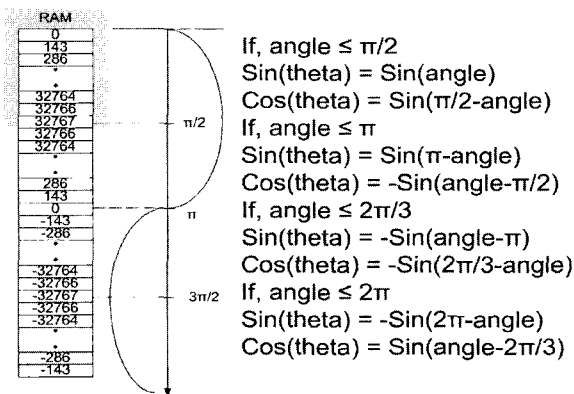 RAM
0
143
286
32764
32766
32767
32766
32764
286
143
0
-143
-286
-32764
-32766
-32767
-32766
-32764
-286
-143
π/2
π
3π/2
If, angle ≤ π/2
Sin(theta) = Sin(angle)
Cos(theta) = Sin(π/2-angle)
If, angle ≤ π
Sin(theta) = Sin(π-angle)
Cos(theta) = -Sin(angle-π/2)
If, angle ≤ 2π/3
Sin(theta) = -Sin(angle-π)
Cos(theta) = -Sin(2π/3-angle)
If, angle ≤ 2π
Sin(theta) = -Sin(2π-angle)
Cos(theta) = Sin(angle-2π/3)